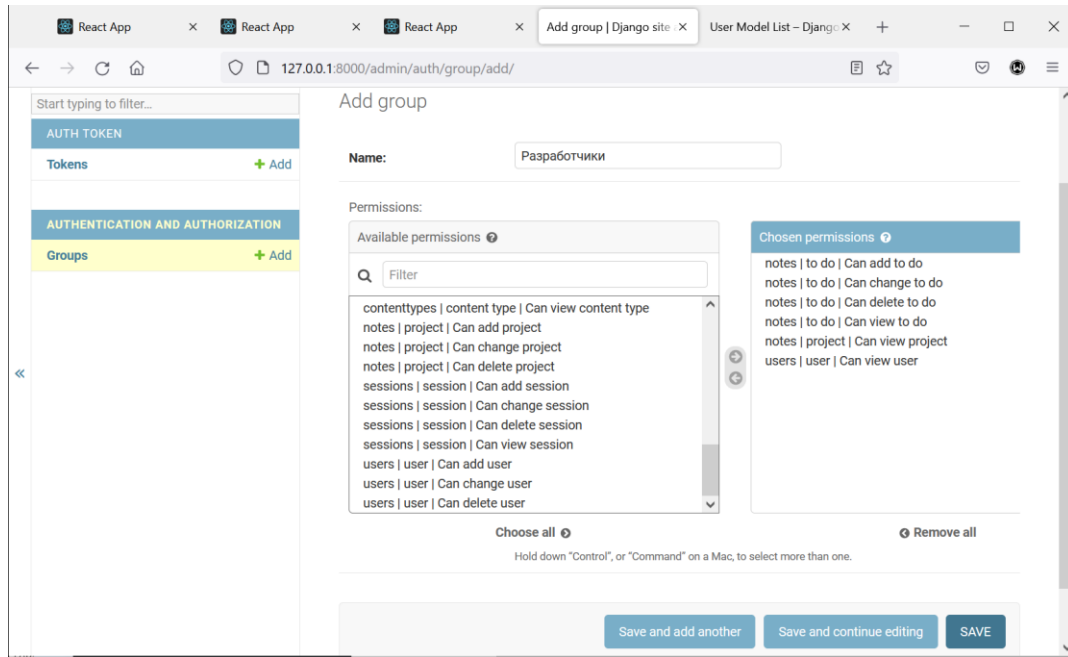 React App
React App
React App
Add group | Django site
User Model List – Django
127.0.0.1:8000/admin/auth/group/add/
Start typing to filter...
AUTH TOKEN
Tokens
Add
AUTHENTICATION AND AUTHORIZATION
Groups
Add
Add group
Name:
Разработчики
Permissions:
Available permissions
Filter
contenttypes | content type | Can view content type
notes | project | Can add project
notes | project | Can change project
notes | project | Can delete project
sessions | session | Can add session
sessions | session | Can change session
sessions | session | Can delete session
sessions | session | Can view session
users | user | Can add user
users | user | Can change user
users | user | Can delete user
Choose all
Chosen permissions
notes | to do | Can add to do
notes | to do | Can change to do
notes | to do | Can delete to do
notes | to do | Can view to do
notes | project | Can view project
users | user | Can view user
Remove all
Hold down “Control”, or “Command” on a Mac, to select more than one.
Save and add another
Save and continue editing
SAVE